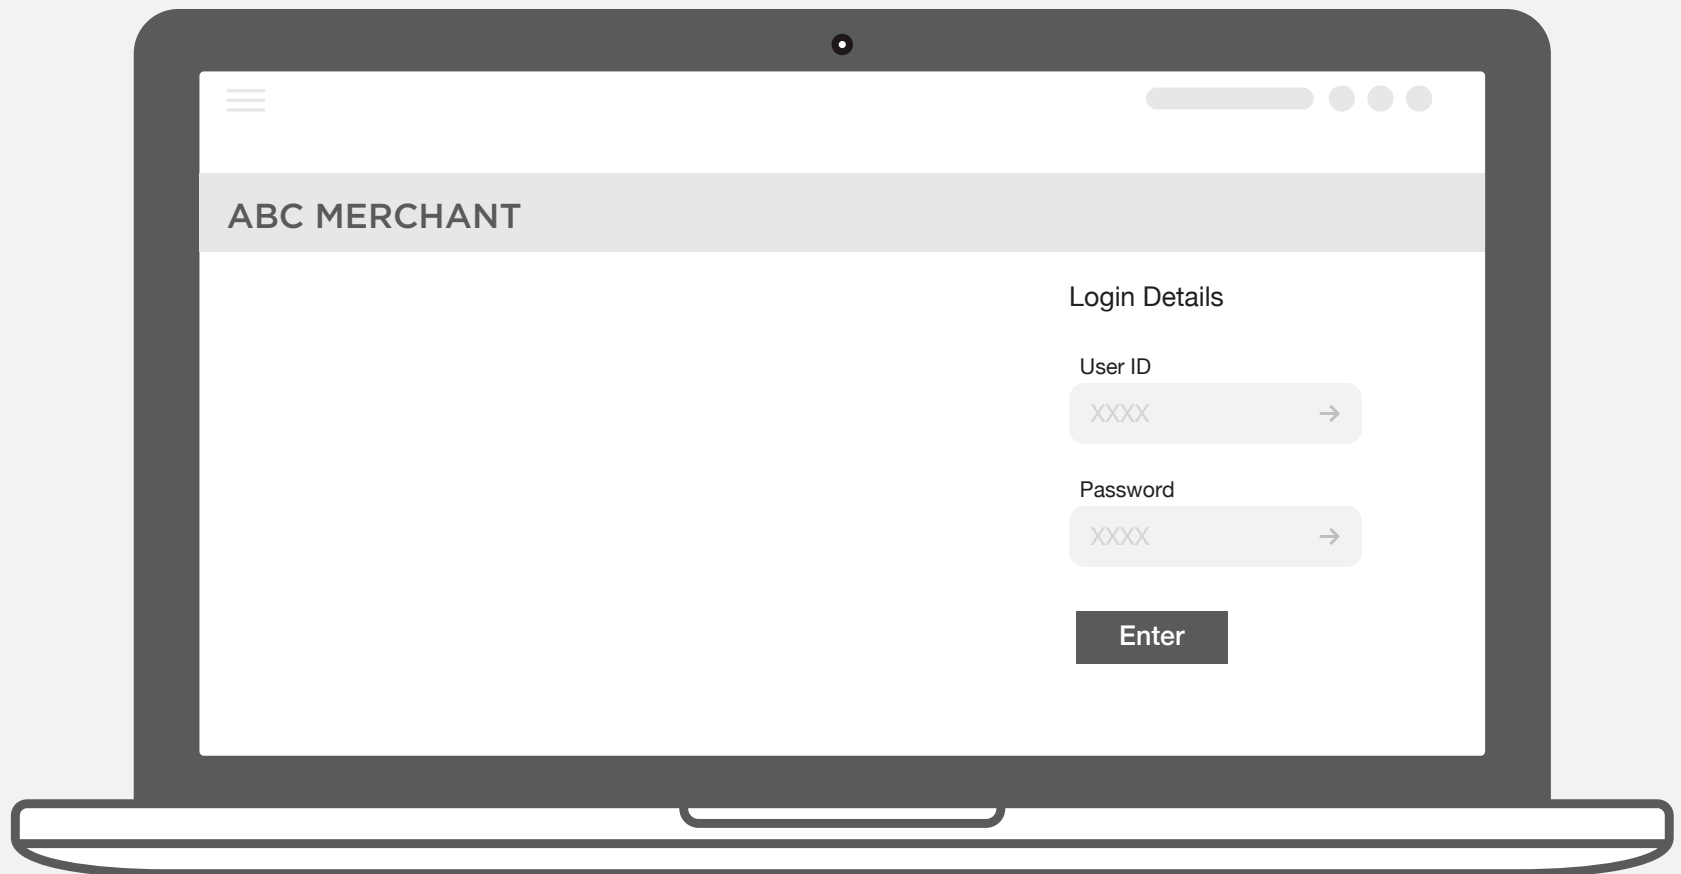 ABC MERCHANT
Login Details
User ID
XXXX
Password
XXXX
Enter